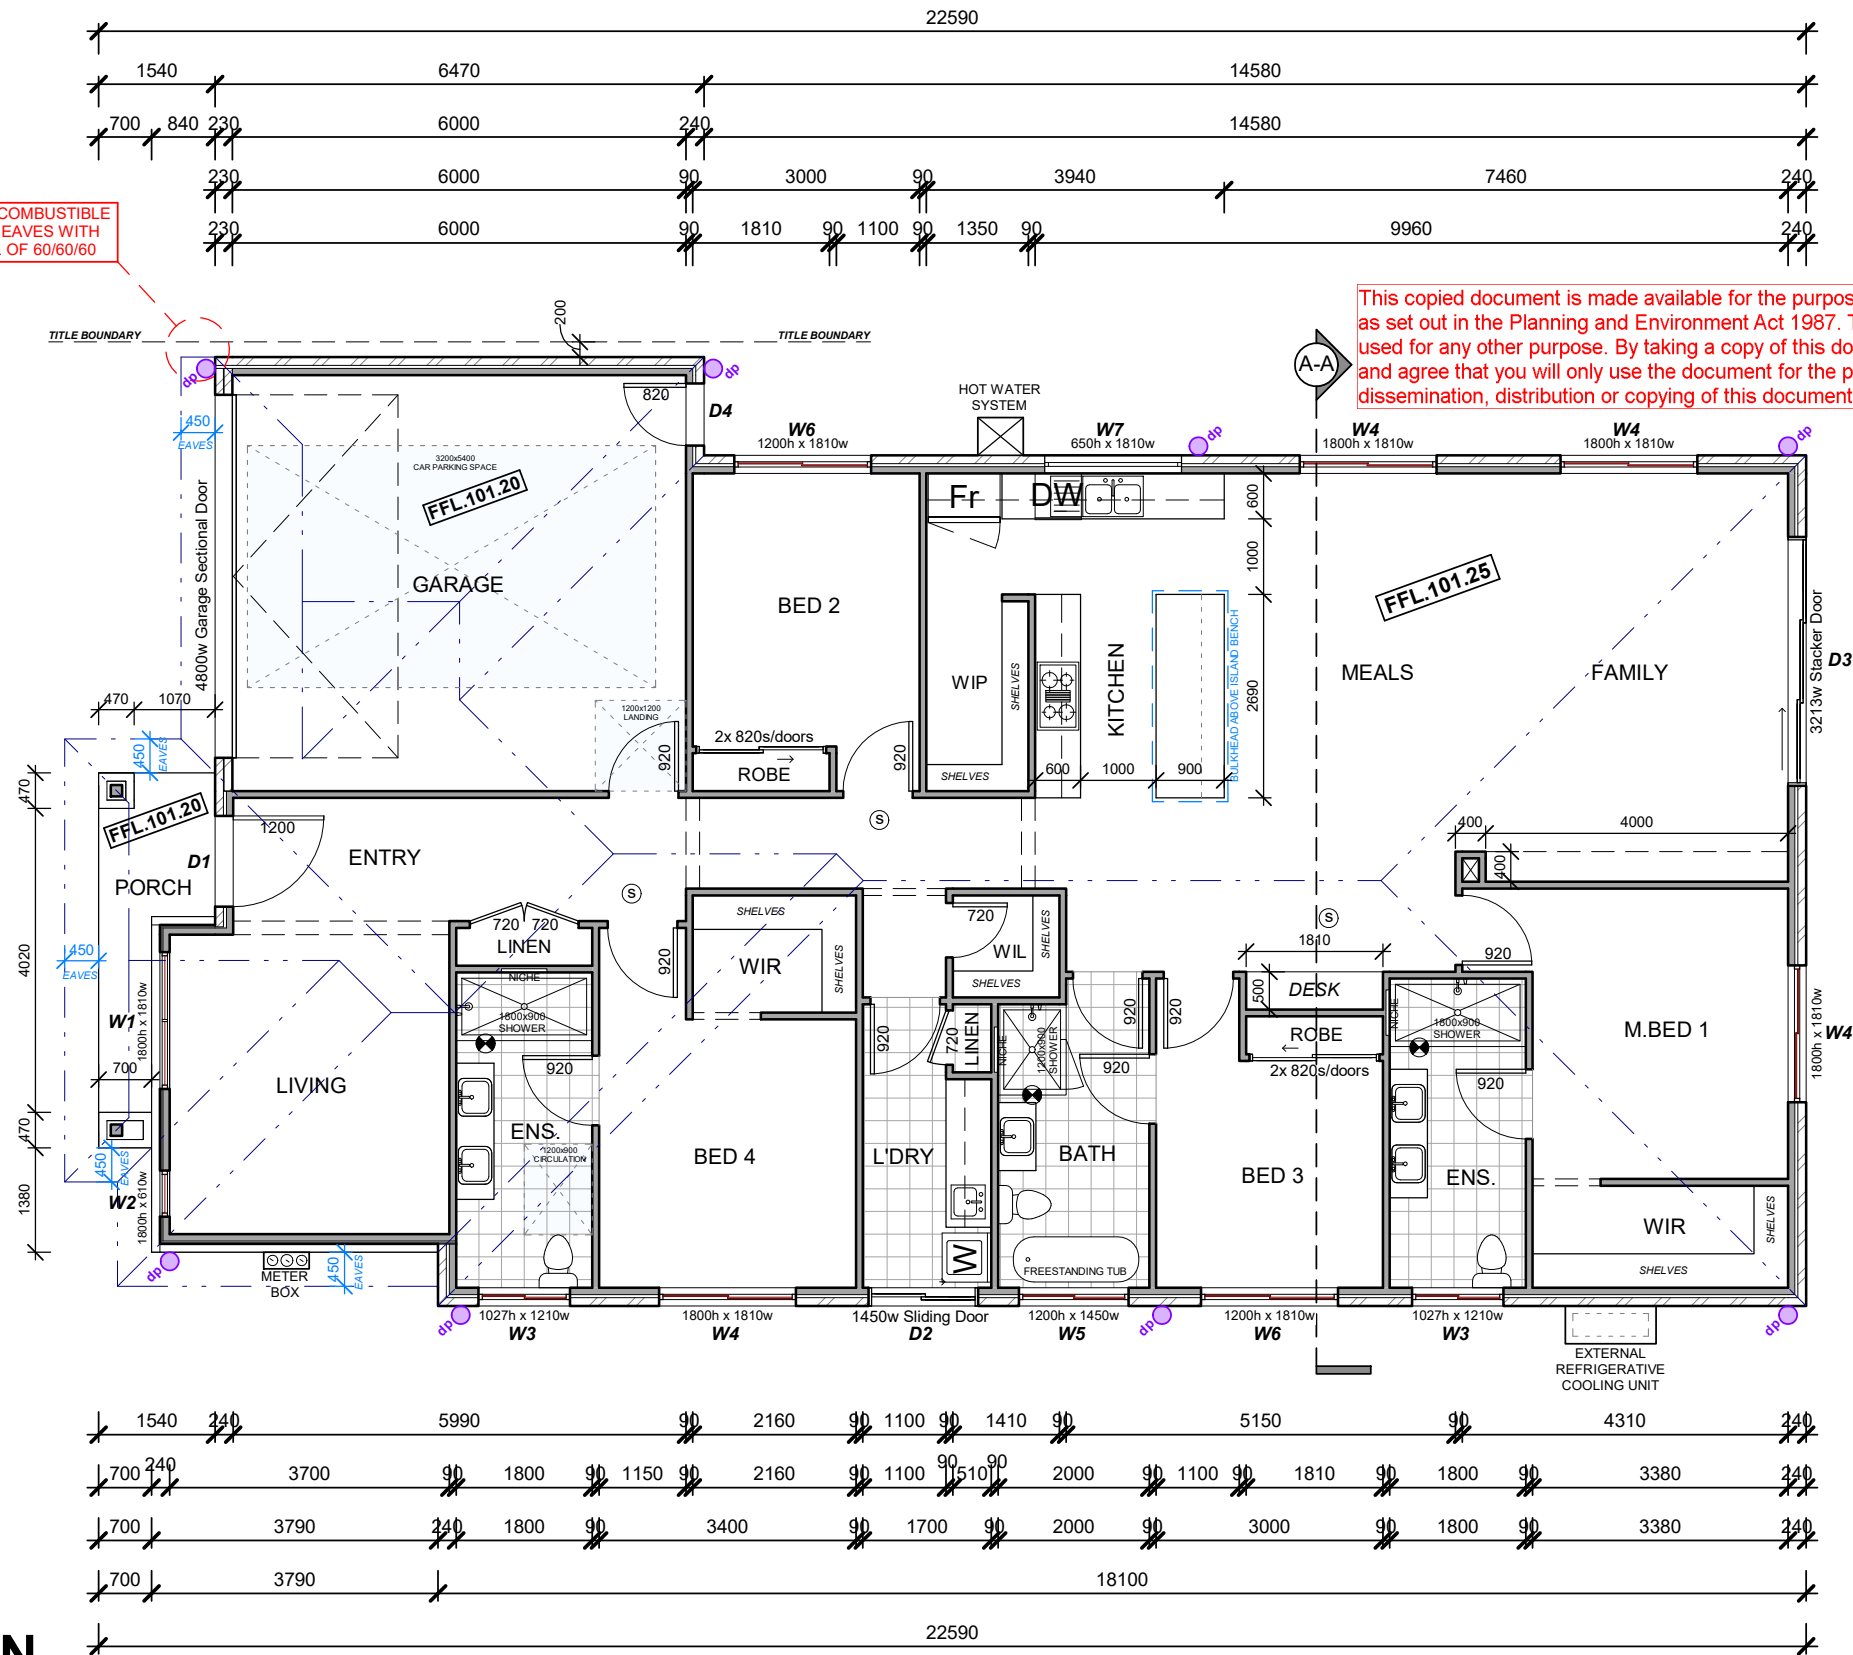 22590
1540 6470 14580
700 840 230 6000 240 14580
230 6000 90 3000 90 3940 7460 240
230 6000 90 1810 90 1100 90 1350 90 9960 240
COMBUSTIBLE
EAVES WITH
OF 60/60/60
This copied document is made available for the purpos
as set out in the Planning and Environment Act 1987.
used for any other purpose. By taking a copy of this do
and agree that you will only use the document for the p
dissemination, distribution or copying of this document
TITLE BOUNDARY
200
TITLE BOUNDARY
A-A
dp
dp
820
D4
HOT WATER
SYSTEM
450
EAVES
W6
1200h x 1810w
W7
650h x 1810w
dp
W4
1800h x 1810w
W4
1800h x 1810w
dp
3200x5400
CAR PARKING SPACE
FFL.101.20
4800w Garage Sectional Door
GARAGE
BED 2
Fr
DW
600
1000
2690
FFL.101.25
KITCHEN
BULKHEAD ABOVE ISLAND BENCH
MEALS
FAMILY
3213w Stacker Door
D3
WIP
SHELVES
SHELVES
600 1000 900
470 1070
450
EAVES
1200x1200
LANDING
920
2x 820s/doors
ROBE
920
470
4020
470
1380
FFL.101.20
1200
D1
PORCH
ENTRY
S
S
S
400 4000
400
450
EAVES
720 720
LINEN
920
SHELVES
WIR
SHELVES
720
WIL
SHELVES
SHELVES
1810
500
DESK
920
NICHE
1800x900
SHOWER
W1
1800h x 1810w
700
LIVING
920
ENS.
1200x900
CIRCULATION
BED 4
920
720
LINEN
NICHE
1200x900
SHOWER
920
920
920
ROBE
2x 820s/doors
NICHE
1800x900
SHOWER
920
M.BED 1
1800h x 1810w
W4
L'DRY
BATH
BED 3
ENS.
WIR
SHELVES
SHELVES
450
EAVES
W2
1800h x 610w
dp
METER
BOX
450
EAVES
W
FREESTANDING TUB
dp
1027h x 1210w
W3
1800h x 1810w
W4
1450w Sliding Door
D2
1200h x 1450w
W5
dp
1200h x 1810w
W6
1027h x 1210w
W3
dp
EXTERNAL
REFRIGERATIVE
COOLING UNIT
1540 240 5990 90 2160 90 1100 90 1410 90 5150 90 4310 240
700 240 3700 90 1800 90 1150 90 2160 90 1100 90 510 90 2000 90 1100 90 1810 90 1800 90 3380 240
700 3790 240 1800 90 3400 90 1700 90 2000 90 3000 90 1800 90 3380 240
700 3790 18100
22590
N